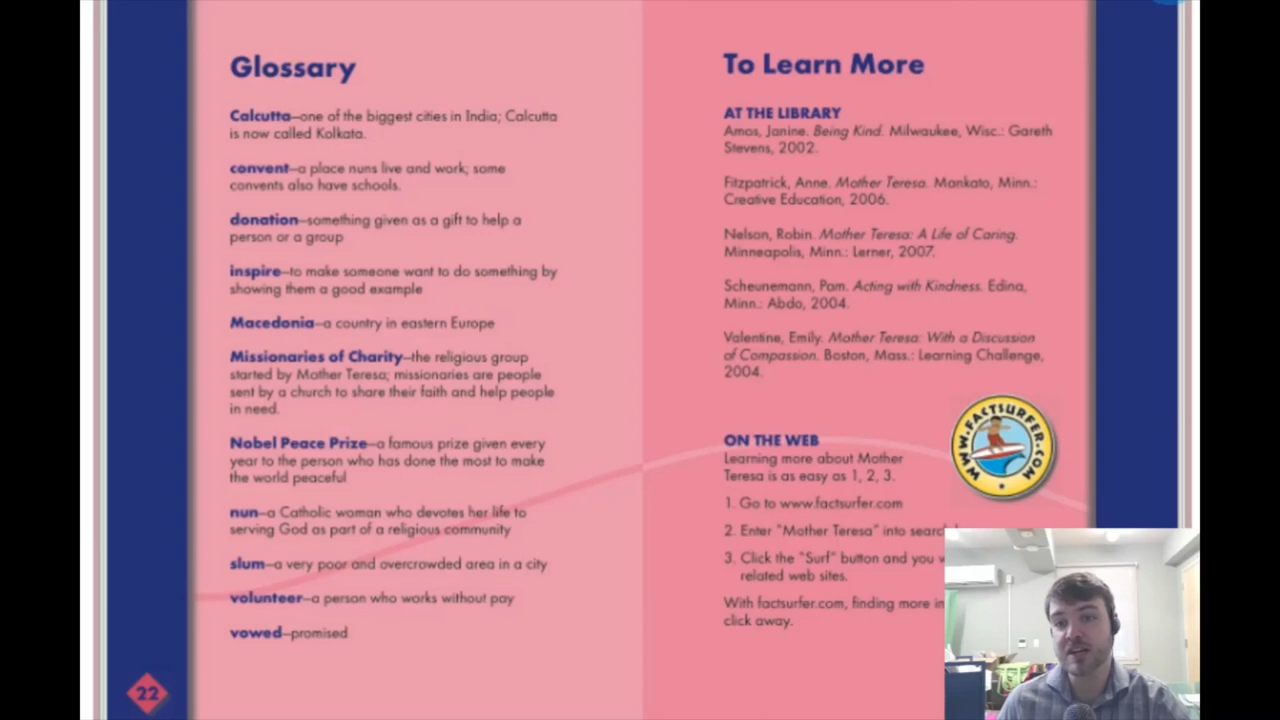 Glossary
Calcutta—one of the biggest cities in India; Calcutta
is now called Kolkata.
convent—a place nuns live and work; some
convents also have schools.
donation—something given as a gift to help a
person or a group
inspire—to make someone want to do something by
showing them a good example
Macedonia—a country in eastern Europe
Missionaries of Charity—the religious group
started by Mother Teresa; missionaries are people
sent by a church to share their faith and help people
in need.
Nobel Peace Prize—a famous prize given every
year to the person who has done the most to make
the world peaceful
nun—a Catholic woman who devotes her life to
serving God as part of a religious community
slum—a very poor and overcrowded area in a city
volunteer—a person who works without pay
vowed—promised
22
To Learn More
AT THE LIBRARY
Amos, Janine. Being Kind. Milwaukee, Wisc.: Gareth
Stevens, 2002.
Fitzpatrick, Anne. Mother Teresa. Mankato, Minn.:
Creative Education, 2006.
Nelson, Robin. Mother Teresa: A Life of Caring.
Minneapolis, Minn.: Lerner, 2007.
Scheunemann, Pam. Acting with Kindness. Edina,
Minn.: Abdo, 2004.
Valentine, Emily. Mother Teresa: With a Discussion
of Compassion. Boston, Mass.: Learning Challenge,
2004.
ON THE WEB
Learning more about Mother
Teresa is as easy as 1, 2, 3.
1. Go to www.factsurfer.com
2. Enter "Mother Teresa" into search
3. Click the "Surf" button and you
related web sites.
With factsurfer.com, finding more
click away.
WWW.FACTSURFER.COM